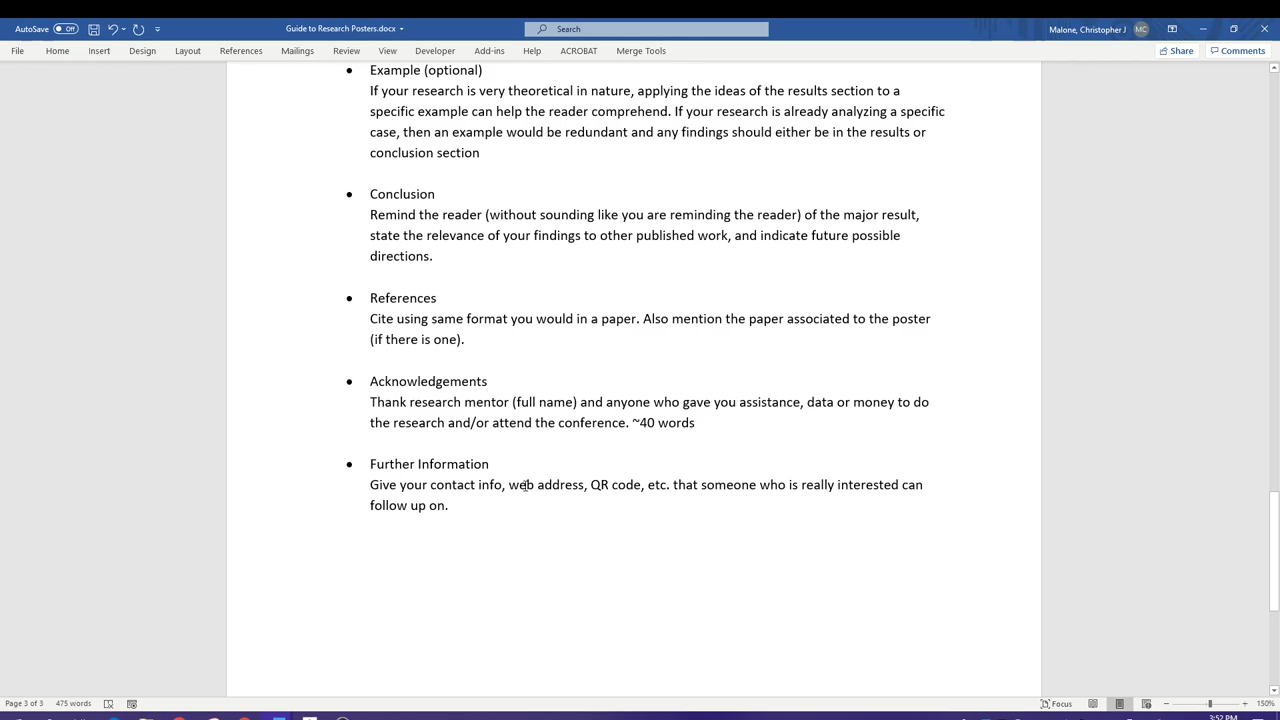 AutoSave Off
Guide to Research Posters.docx
Search
Malone, Christopher J
MC
File Home Insert Design Layout References Mailings Review View Developer Add-ins Help ACROBAT Merge Tools
Share
Comments
• Example (optional)
If your research is very theoretical in nature, applying the ideas of the results section to a
specific example can help the reader comprehend. If your research is already analyzing a specific
case, then an example would be redundant and any findings should either be in the results or
conclusion section
• Conclusion
Remind the reader (without sounding like you are reminding the reader) of the major result,
state the relevance of your findings to other published work, and indicate future possible
directions.
• References
Cite using same format you would in a paper. Also mention the paper associated to the poster
(if there is one).
• Acknowledgements
Thank research mentor (full name) and anyone who gave you assistance, data or money to do
the research and/or attend the conference. ~40 words
• Further Information
Give your contact info, web address, QR code, etc. that someone who is really interested can
follow up on.
Page 3 of 3 475 words
Focus
150%
3:52 PM